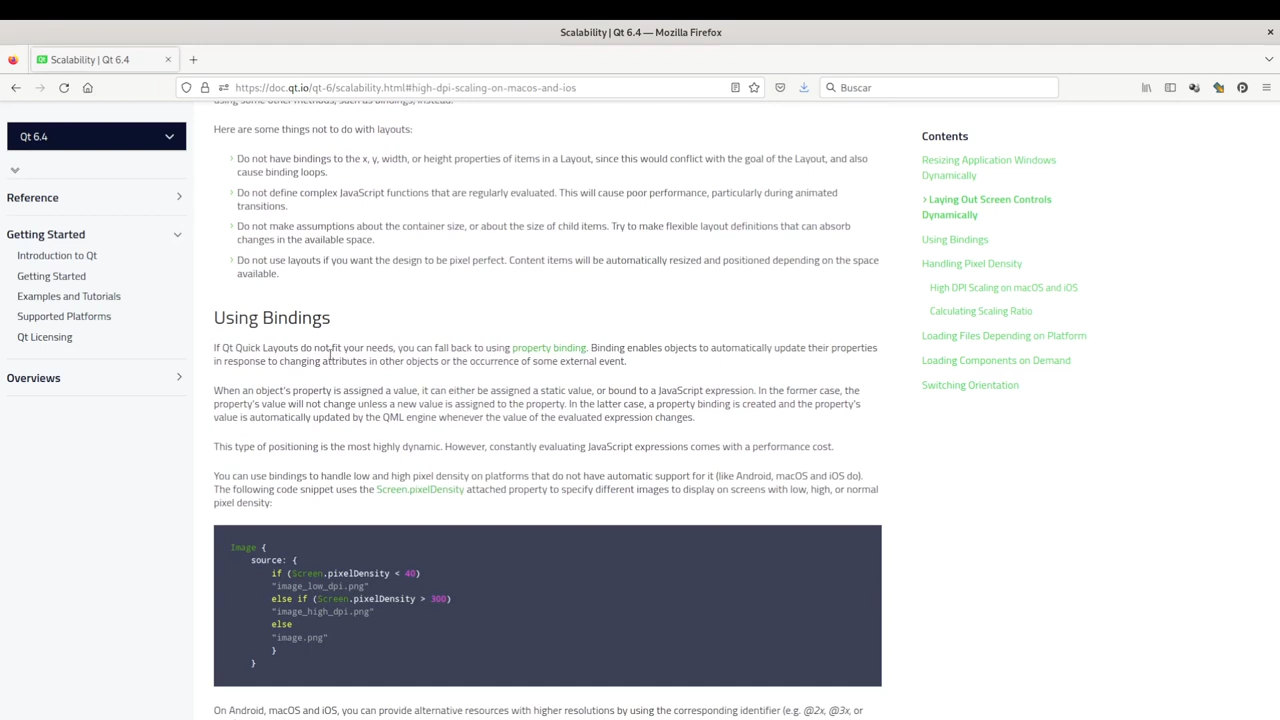 Scalability | Qt 6.4 — Mozilla Firefox
Scalability | Qt 6.4
https://doc.qt.io/qt-6/scalability.html#high-dpi-scaling-on-macos-and-ios
Buscar
Qt 6.4
Reference
Getting Started
Introduction to Qt
Getting Started
Examples and Tutorials
Supported Platforms
Qt Licensing
Overviews
using some other methods, such as bindings, instead.
Here are some things not to do with layouts:
Do not have bindings to the x, y, width, or height properties of items in a Layout, since this would conflict with the goal of the Layout, and also
cause binding loops.
Do not define complex JavaScript functions that are regularly evaluated. This will cause poor performance, particularly during animated
transitions.
Do not make assumptions about the container size, or about the size of child items. Try to make flexible layout definitions that can absorb
changes in the available space.
Do not use layouts if you want the design to be pixel perfect. Content items will be automatically resized and positioned depending on the space
available.
Using Bindings
If Qt Quick Layouts do not fit your needs, you can fall back to using property binding. Binding enables objects to automatically update their properties
in response to changing attributes in other objects or the occurrence of some external event.
When an object's property is assigned a value, it can either be assigned a static value, or bound to a JavaScript expression. In the former case, the
property's value will not change unless a new value is assigned to the property. In the latter case, a property binding is created and the property's
value is automatically updated by the QML engine whenever the value of the evaluated expression changes.
This type of positioning is the most highly dynamic. However, constantly evaluating JavaScript expressions comes with a performance cost.
You can use bindings to handle low and high pixel density on platforms that do not have automatic support for it (like Android, macOS and iOS do).
The following code snippet uses the Screen.pixelDensity attached property to specify different images to display on screens with low, high, or normal
pixel density:
Image {
source: {
if (Screen.pixelDensity < 40)
"image_low_dpi.png"
else if (Screen.pixelDensity > 300)
"image_high_dpi.png"
else
"image.png"
}
}
On Android, macOS and iOS, you can provide alternative resources with higher resolutions by using the corresponding identifier (e.g. @2x, @3x, or
Contents
Resizing Application Windows
Dynamically
Laying Out Screen Controls
Dynamically
Using Bindings
Handling Pixel Density
High DPI Scaling on macOS and iOS
Calculating Scaling Ratio
Loading Files Depending on Platform
Loading Components on Demand
Switching Orientation